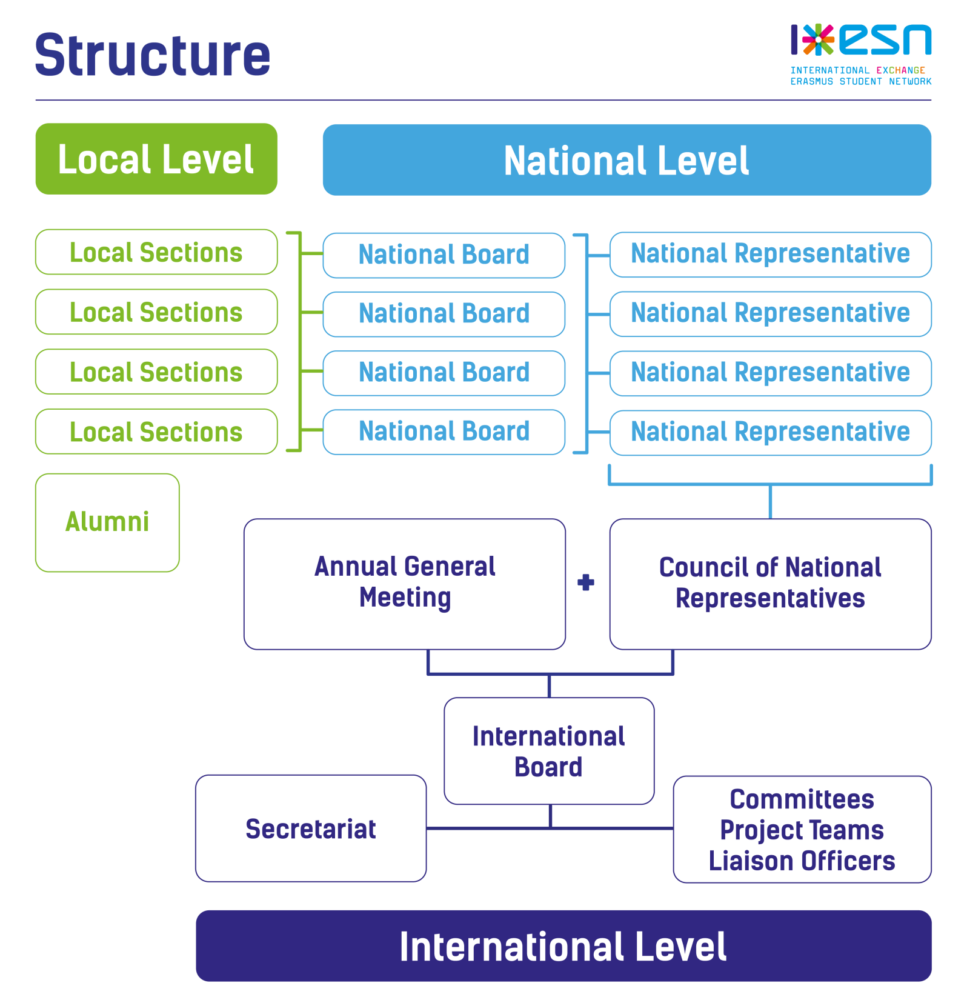 Structure
esn
INTERNATIONAL EXCHANGE
ERASMUS STUDENT NETWORK
Local Level
National Level
Local Sections
National Board
National Representative
Local Sections
National Board
National Representative
Local Sections
National Board
National Representative
Local Sections
National Board
National Representative
Alumni
Annual General
Meeting
+
Council of National
Representatives
International
Board
Secretariat
Committees
Project Teams
Liaison Officers
International Level